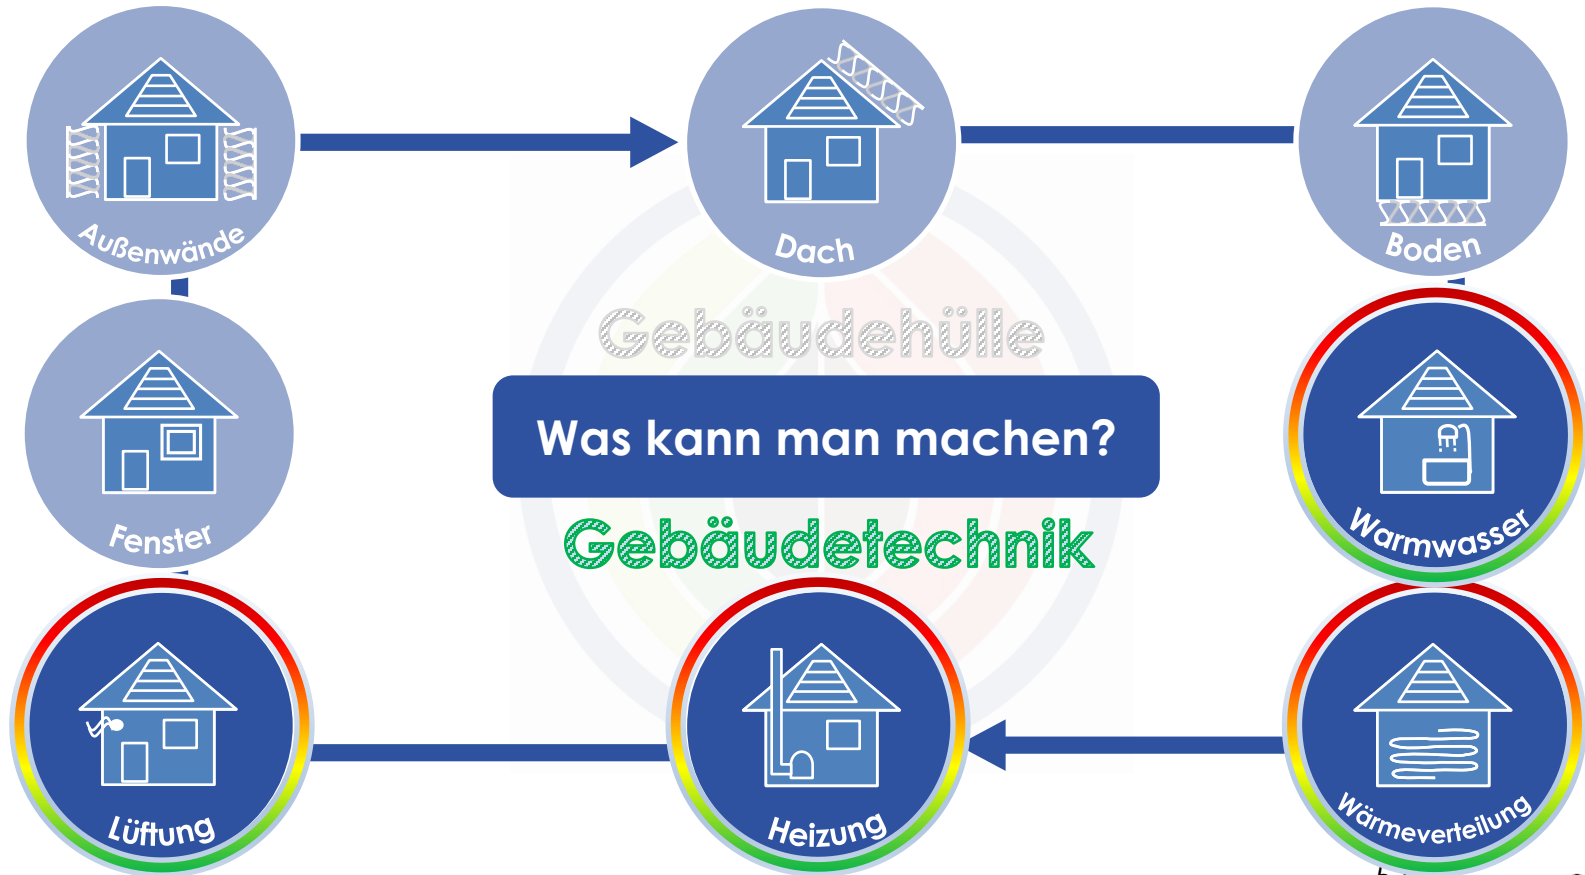 Außenwände
Dach
Boden
Gebäudehülle
Was kann man machen?
Gebäudetechnik
Fenster
Warmwasser
Lüftung
Heizung
Wärmeverteilung